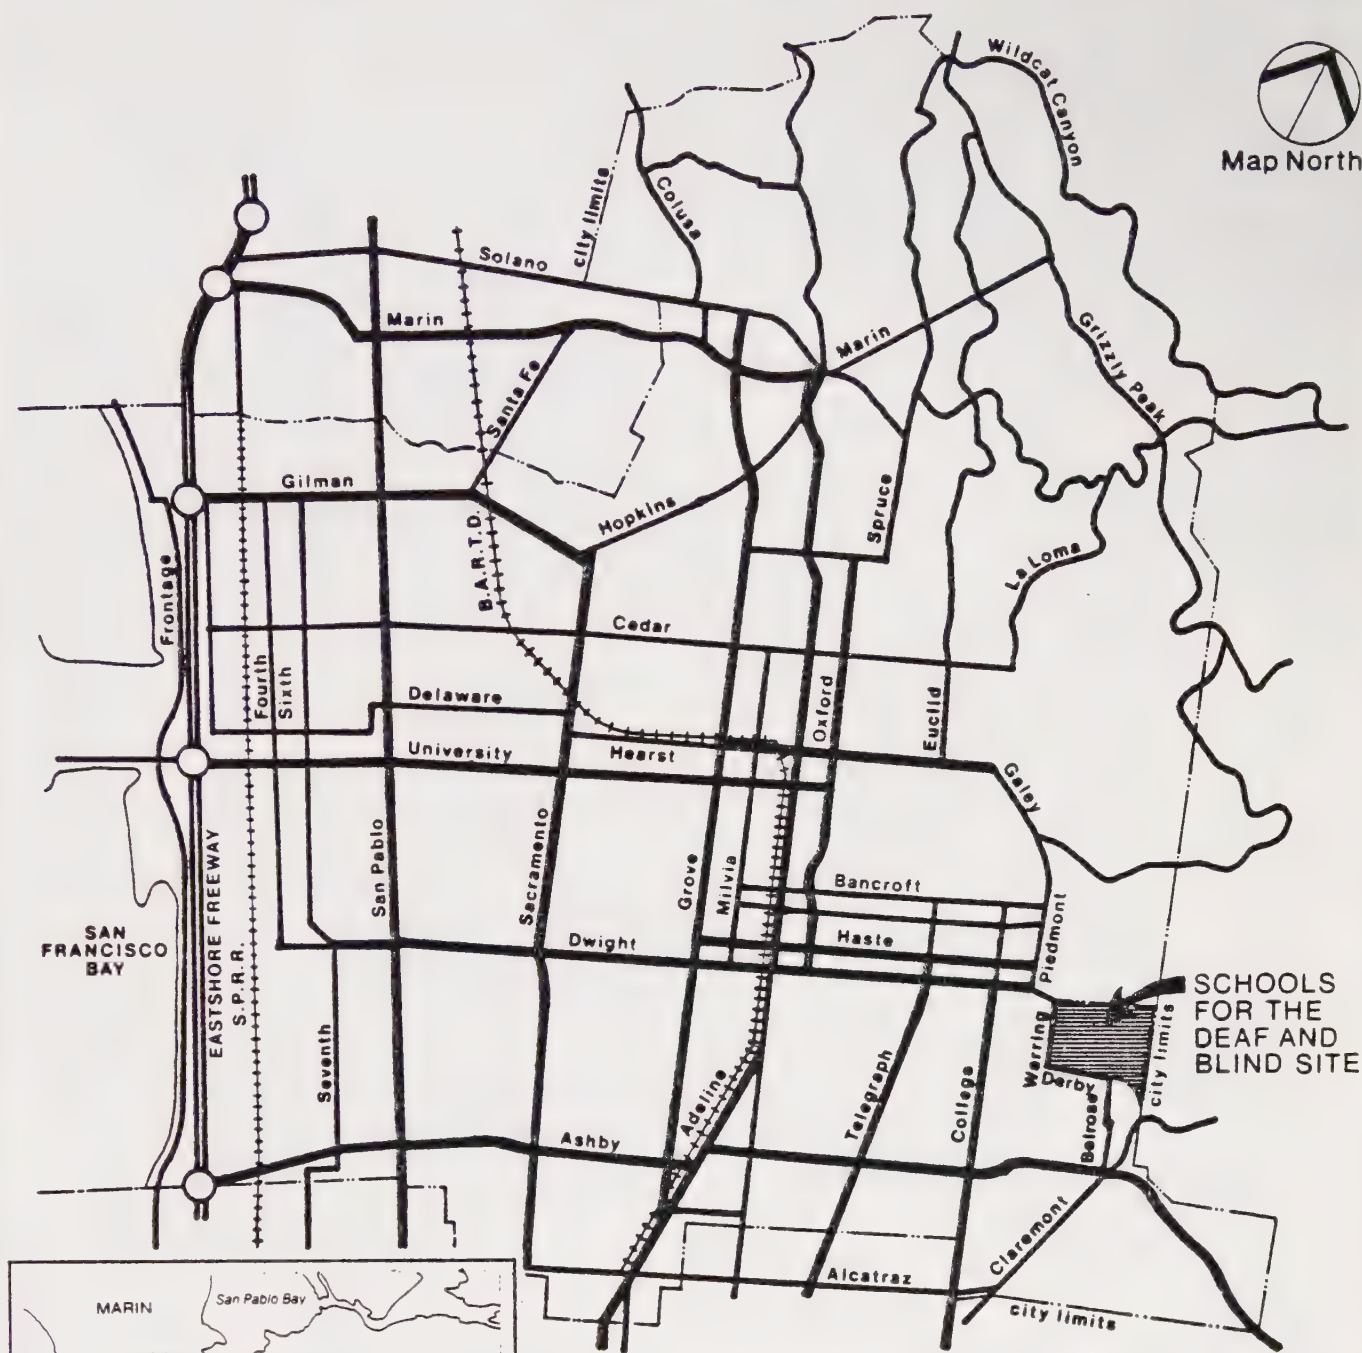 Wildcat Canyon
Map North
city limits
Colusa
Solano
Marin
Marin
Grizzly Peak
Santa Fe
Gilman
Hopkins
Spruce
B.A.R.T.D.
La Loma
Frontage
Cedar
Fourth
Sixth
Delaware
Oxford
Euclid
University
Hearst
Galey
San Pablo
Sacramento
Grove
Milvia
Bancroft
EASTSHORE FREEWAY
S.P.R.R.
SAN
FRANCISCO
BAY
Dwight
Haste
Piedmont
SCHOOLS
FOR THE
DEAF AND
BLIND SITE
Warring
Derby
city limits
Seventh
Adeline
Telegraph
College
Belrose
Ashby
Claremont
Alcatraz
city limits
MARIN
San Pablo Bay